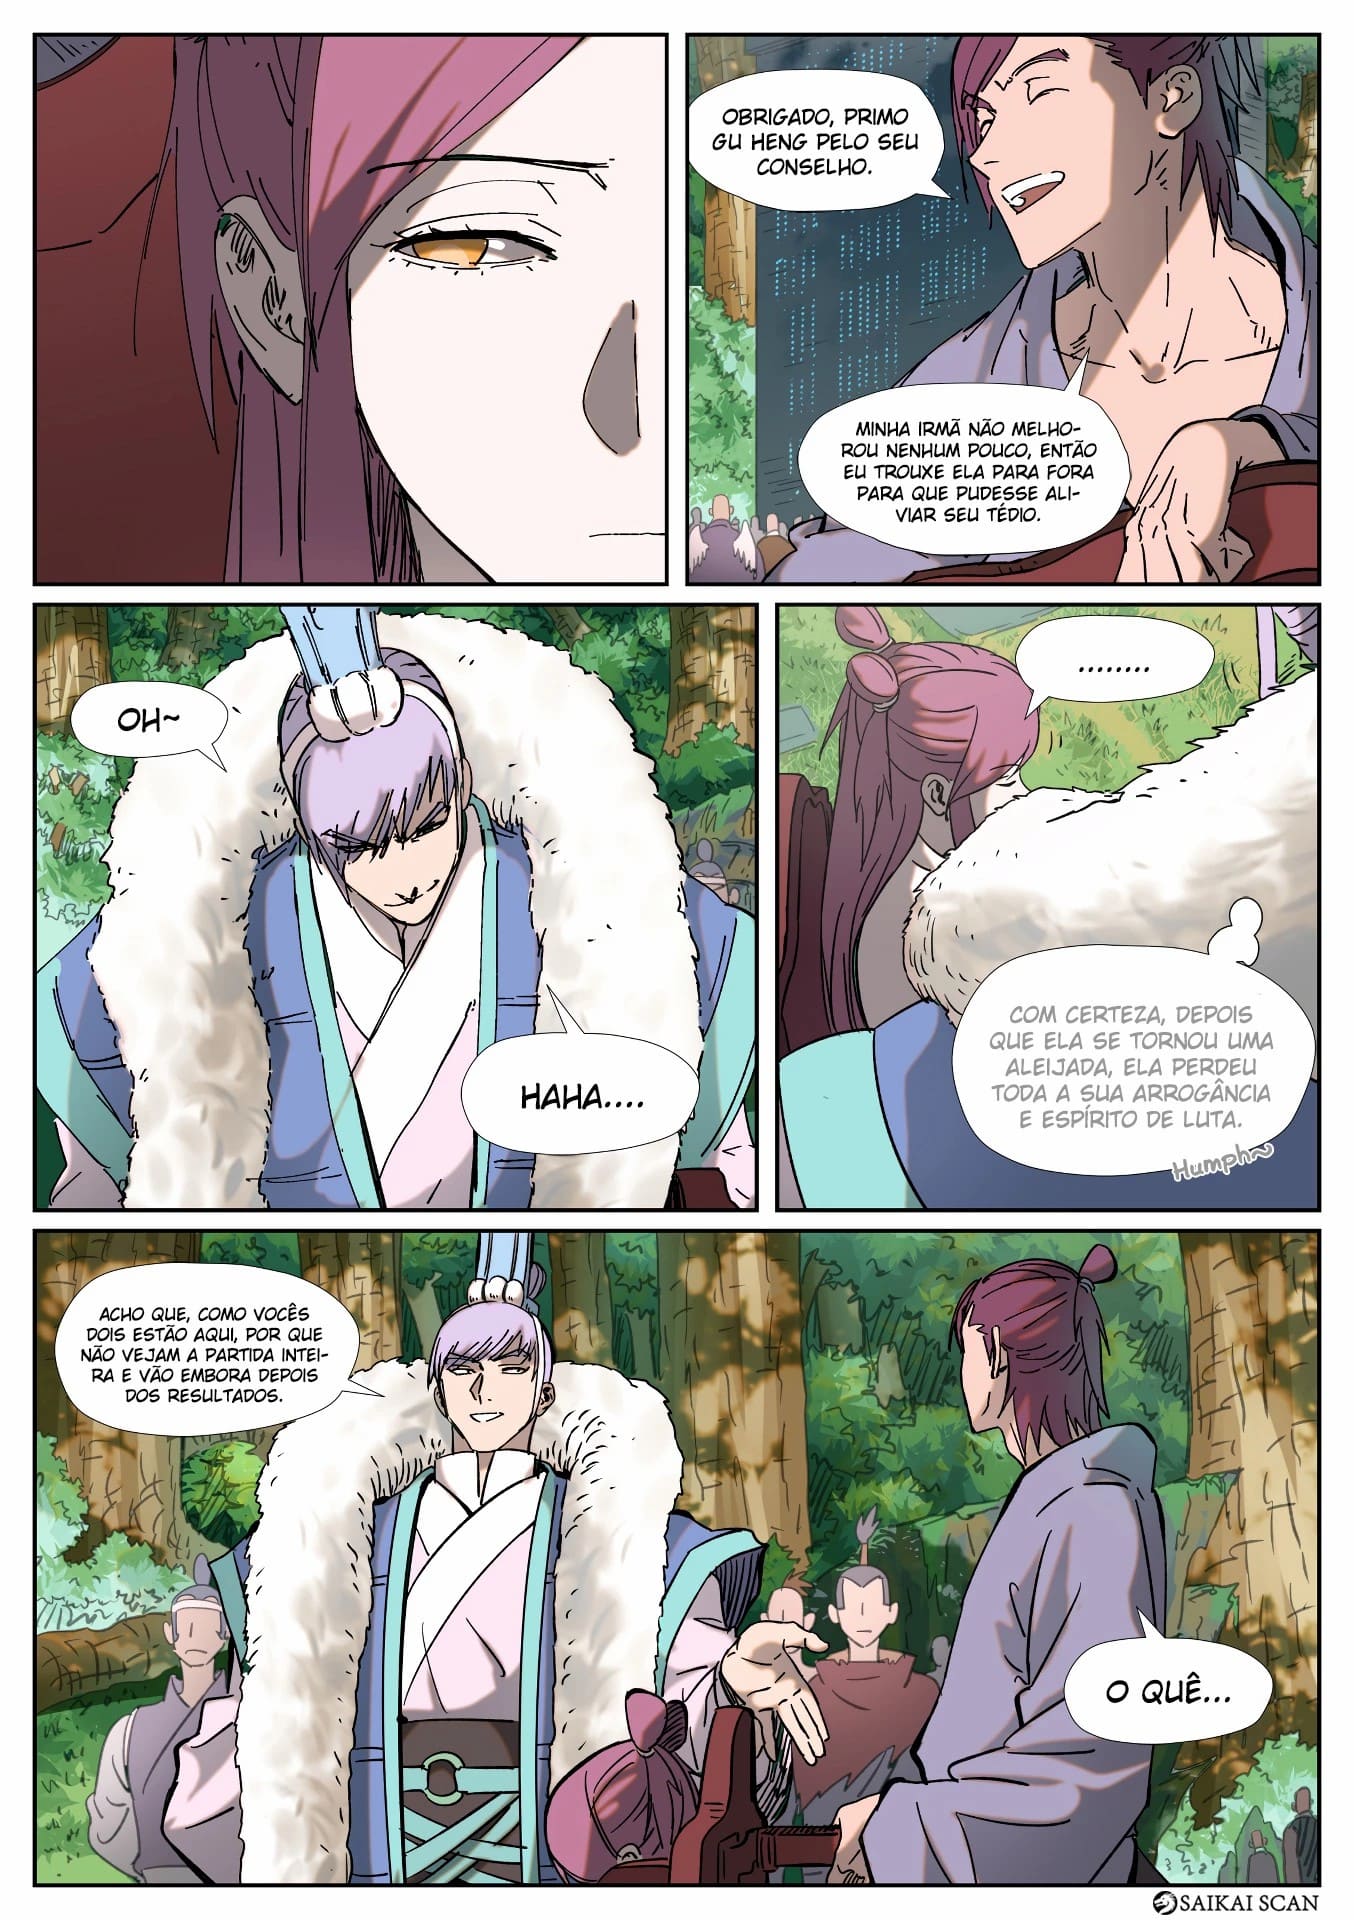 OBRIGADO, PRIMO
GU HENG PELO SEU
CONSELHO.
MINHA IRMÃ NÃO MELHO-
ROU NENHUM POUCO, ENTÃO
EU TROUXE ELA PARA FORA
PARA QUE PUDESSE ALI-
VIAR SEU TÉDIO.
OH~
HAHA....
........
COM CERTEZA, DEPOIS
QUE ELA SE TORNOU UMA
ALEIJADA, ELA PERDEU
TODA A SUA ARROGÂNCIA
E ESPÍRITO DE LUTA.
Humph~
ACHO QUE, COMO VOCÊS
DOIS ESTÃO AQUI, POR QUE
NÃO VEJAM A PARTIDA INTEI-
RA E VÃO EMBORA DEPOIS
DOS RESULTADOS.
O QUÊ...
SAIKAI SCAN